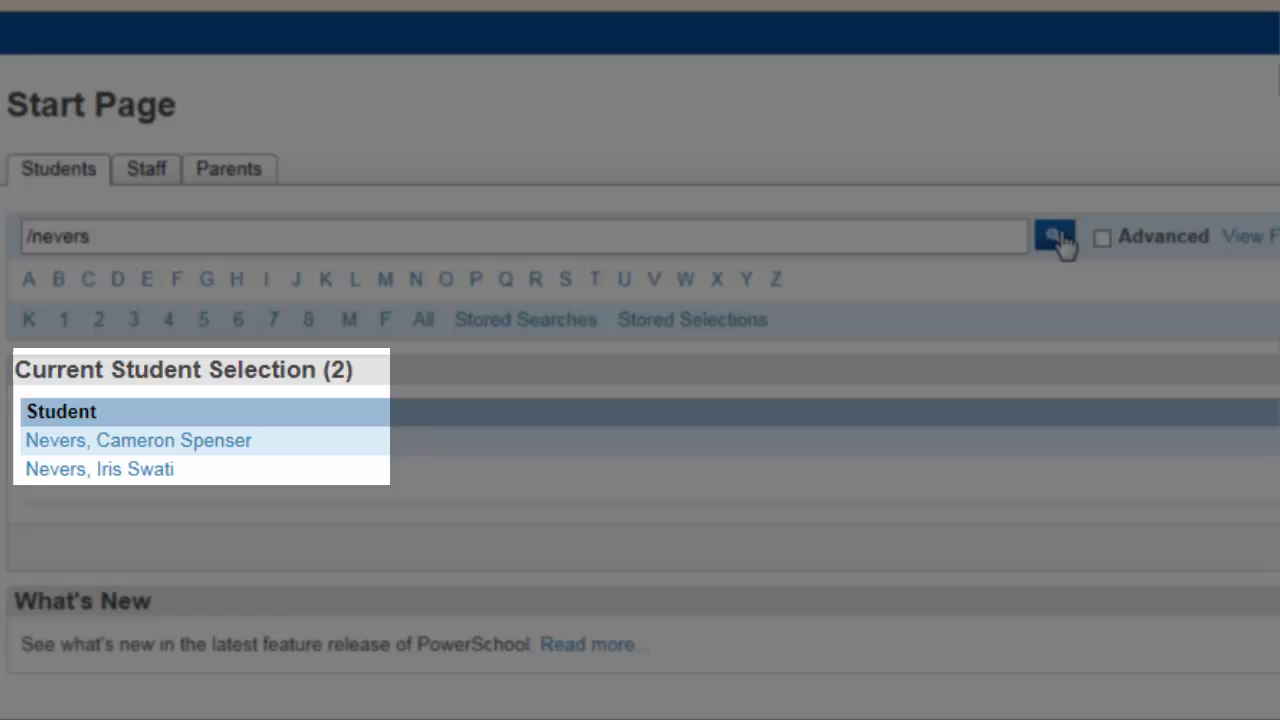 Start Page
Students Staff Parents
/nevers
Advanced View F
A B C D E F G H I J K L M N O P Q R S T U V W X Y Z
K 1 2 3 4 5 6 7 8 M F All Stored Searches Stored Selections
Current Student Selection (2)
Student
Nevers, Cameron Spenser
Nevers, Iris Swati
What's New
See what's new in the latest feature release of PowerSchool. Read more...